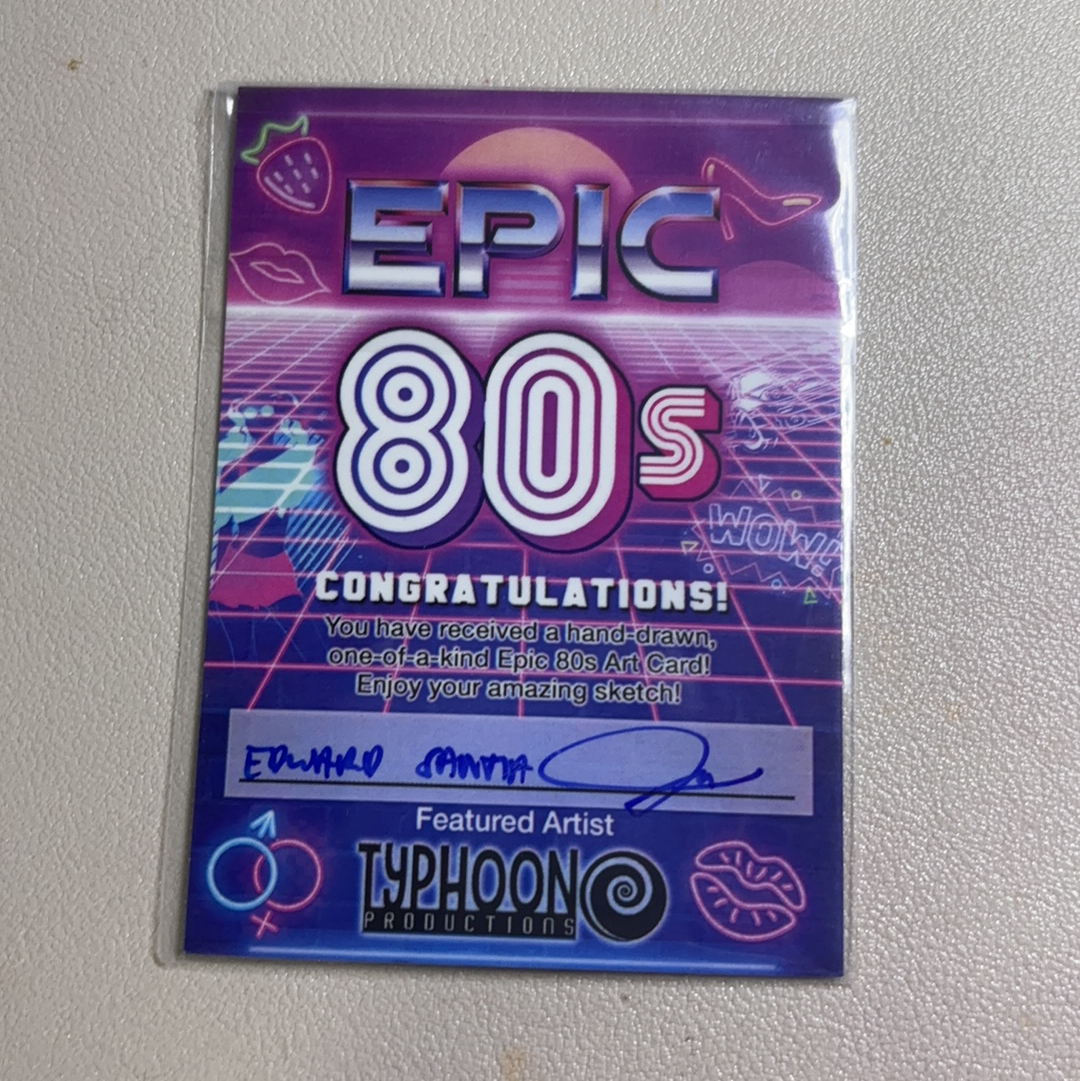 EPIC
80s
WOW!
CONGRATULATIONS!
You have received a hand-drawn,
one-of-a-kind Epic 80s Art Card!
Enjoy your amazing sketch!
EDWARD SANTIA
Featured Artist
TYPHOON
PRODUCTIONS